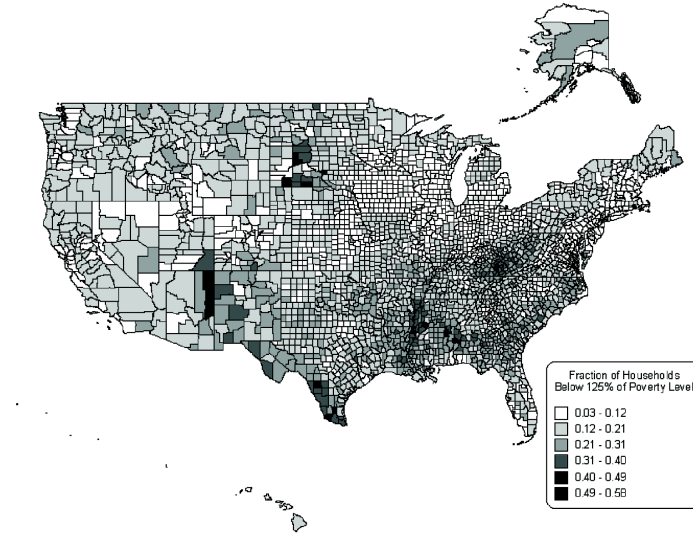 Fraction of Households
Below 125% of Poverty Level
0.03 - 0.12
0.12 - 0.21
0.21 - 0.31
0.31 - 0.40
0.40 - 0.49
0.49 - 0.58